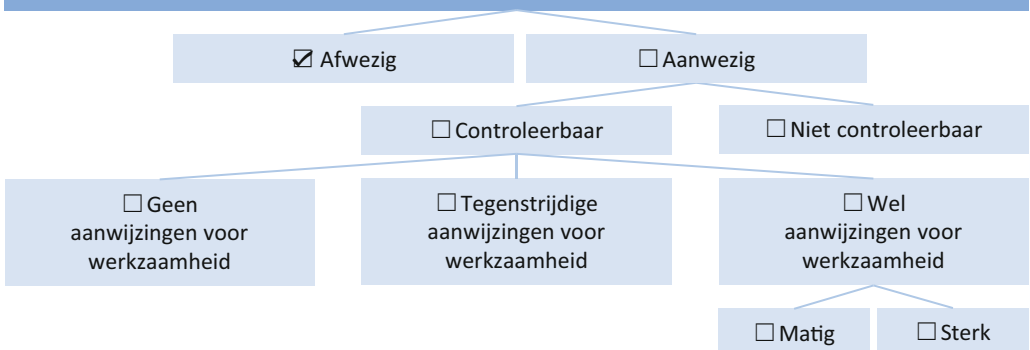 ☑ Afwezig
☐ Aanwezig
☐ Controleerbaar
☐ Niet controleerbaar
☐ Geen
aanwijzingen voor
werkzaamheid
☐ Tegenstrijdige
aanwijzingen voor
werkzaamheid
☐ Wel
aanwijzingen voor
werkzaamheid
☐ Matig
☐ Sterk